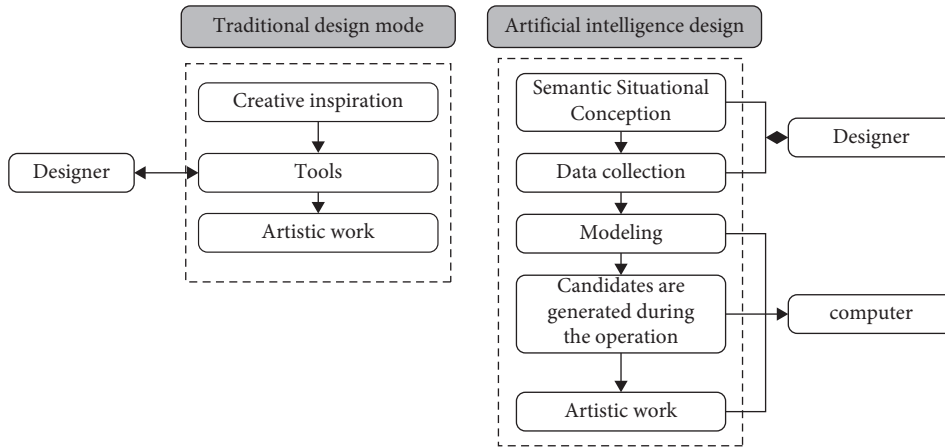 Traditional design mode
Creative inspiration
Designer
Tools
Artistic work
Artificial intelligence design
Semantic Situational
Conception
Designer
Data collection
Modeling
Candidates are
generated during
the operation
computer
Artistic work